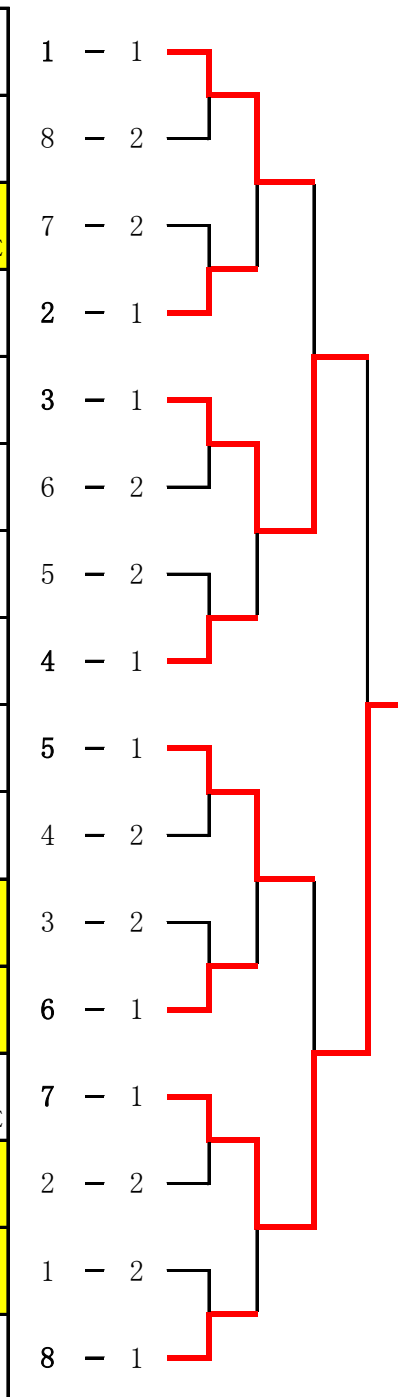 1 － 1
8 － 2
7 － 2
2 － 1
3 － 1
6 － 2
5 － 2
4 － 1
5 － 1
4 － 2
3 － 2
6 － 1
7 － 1
2 － 2
1 － 2
8 － 1